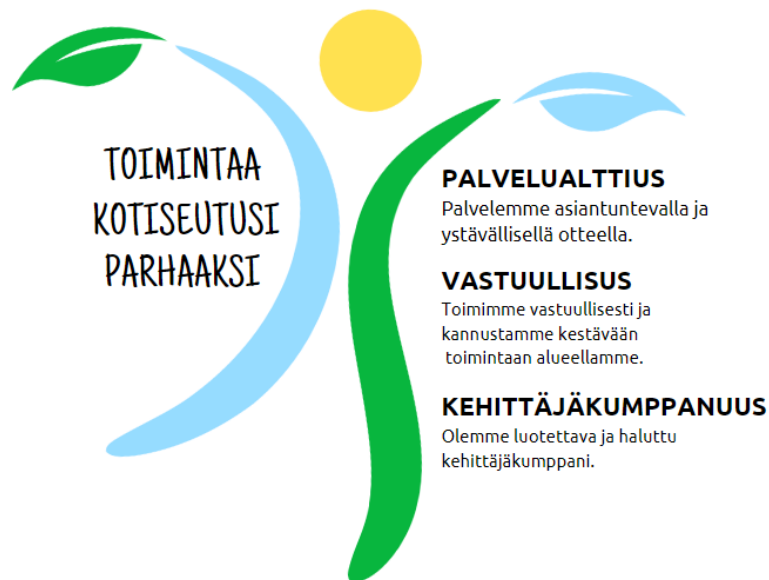 TOIMINTAA
KOTISEUTUSI
PARHAAKSI
PALVELUALTTIUS
Palvelemme asiantuntevalla ja
ystävällisellä otteella.
VASTUULLISUS
Toimimme vastuullisesti ja
kannustamme kestävään
toimintaan alueellamme.
KEHITTÄJÄKUMPPANUUS
Olemme luotettava ja haluttu
kehittäjäkumppani.